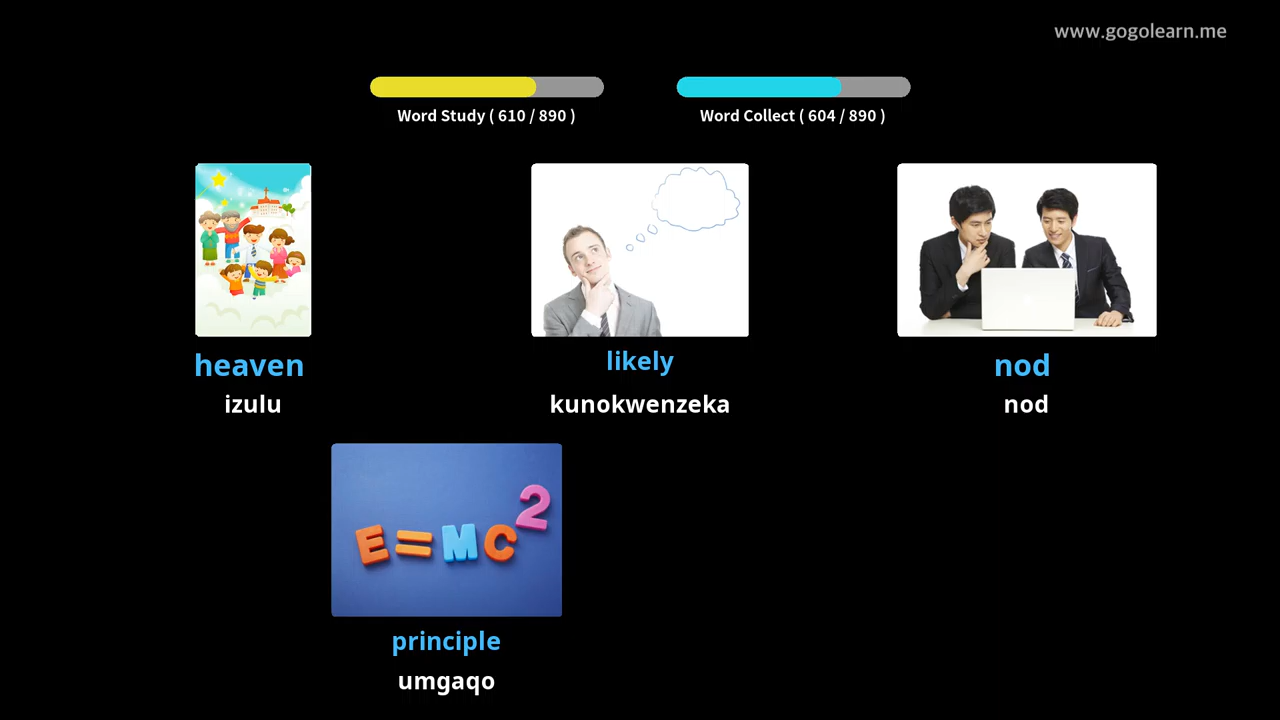 www.gogolearn.me
Word Study ( 610 / 890 )
Word Collect ( 604 / 890 )
heaven
izulu
likely
kunokwenzeka
nod
nod
E=MC2
principle
umgaqo